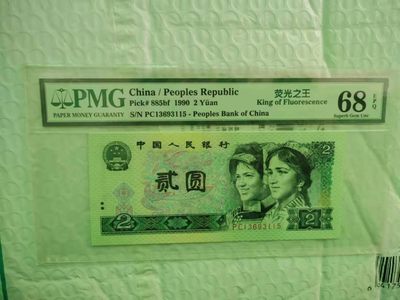 PMG
PAPER MONEY GUARANTY
China / Peoples Republic
Pick# 885bf 1990 2 Yüan
S/N PC13693115 - Peoples Bank of China
荧光之王
King of Fluorescence
68 EPQ
Superb Gem Unc
中国人民银行
贰圆
2
2
PC13693115